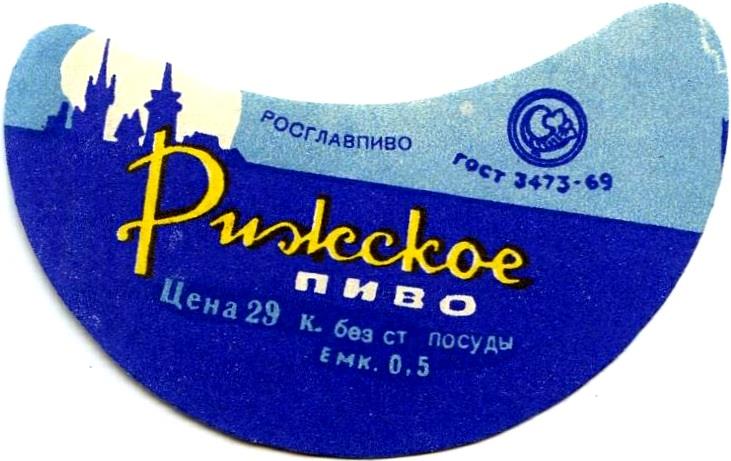 РОСГЛАВПИВО
ГОСТ 3473-69
Рижское
ПИВО
Цена 29 к. без ст посуды
ЕМК. 0,5